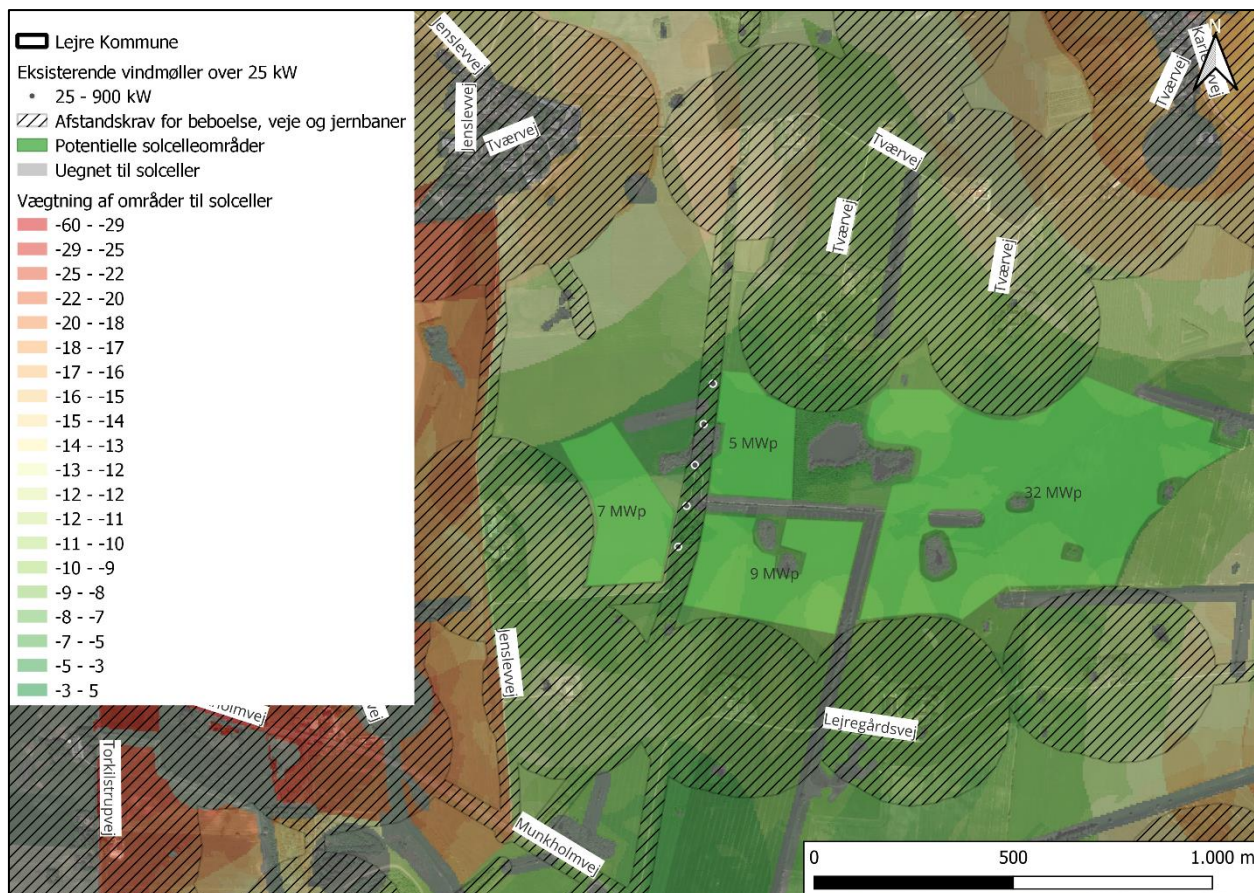 Lejre Kommune
Eksisterende vindmøller over 25 kW
25 - 900 kW
Afstandskrav for beboelse, veje og jernbaner
Potentielle solcelleområder
Uegnet til solceller
Vægtning af områder til solceller
-60 - -29
-29 - -25
-25 - -22
-22 - -20
-20 - -18
-18 - -17
-17 - -16
-16 - -15
-15 - -14
-14 - -13
-13 - -12
-12 - -12
-12 - -11
-11 - -10
-10 - -9
-9 - -8
-8 - -7
-7 - -5
-5 - -3
-3 - 5
Jenslevvej
Jenslevvej
Tværvej
Tværvej
Tværvej
Tværvej
Tværvej
N
5 MWp
7 MWp
32 MWp
9 MWp
Jenslevvej
Lejregårdsvej
Torkilstrupvej
Munkholmvej
0 500 1.000 m